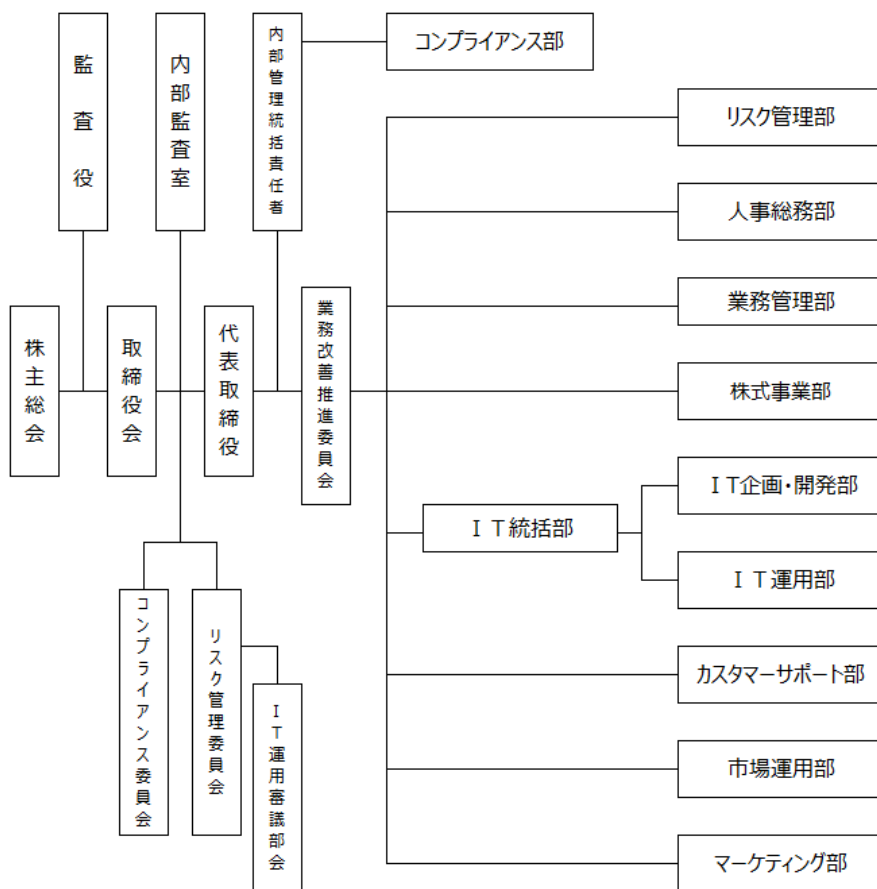 監査役
内部監査室
内部管理統括責任者
コンプライアンス部
リスク管理部
人事総務部
業務管理部
株主総会
取締役会
代表取締役
業務改善推進委員会
株式事業部
ＩＴ企画・開発部
ＩＴ統括部
ＩＴ運用部
コンプライアンス委員会
リスク管理委員会
ＩＴ運用審議部会
カスタマーサポート部
市場運用部
マーケティング部